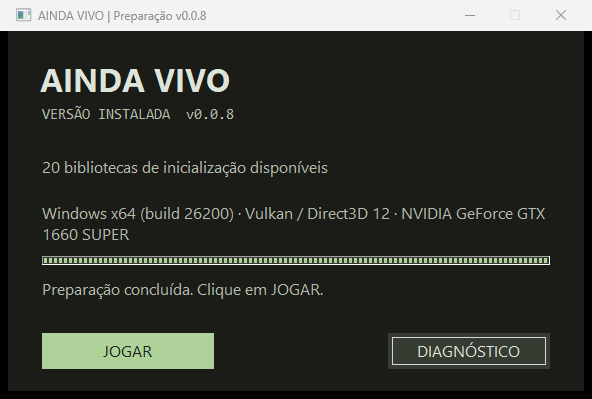 AINDA VIVO | Preparação v0.0.8
AINDA VIVO
VERSÃO INSTALADA v0.0.8
20 bibliotecas de inicialização disponíveis
Windows x64 (build 26200) · Vulkan / Direct3D 12 · NVIDIA GeForce GTX
1660 SUPER
Preparação concluída. Clique em JOGAR.
JOGAR
DIAGNÓSTICO